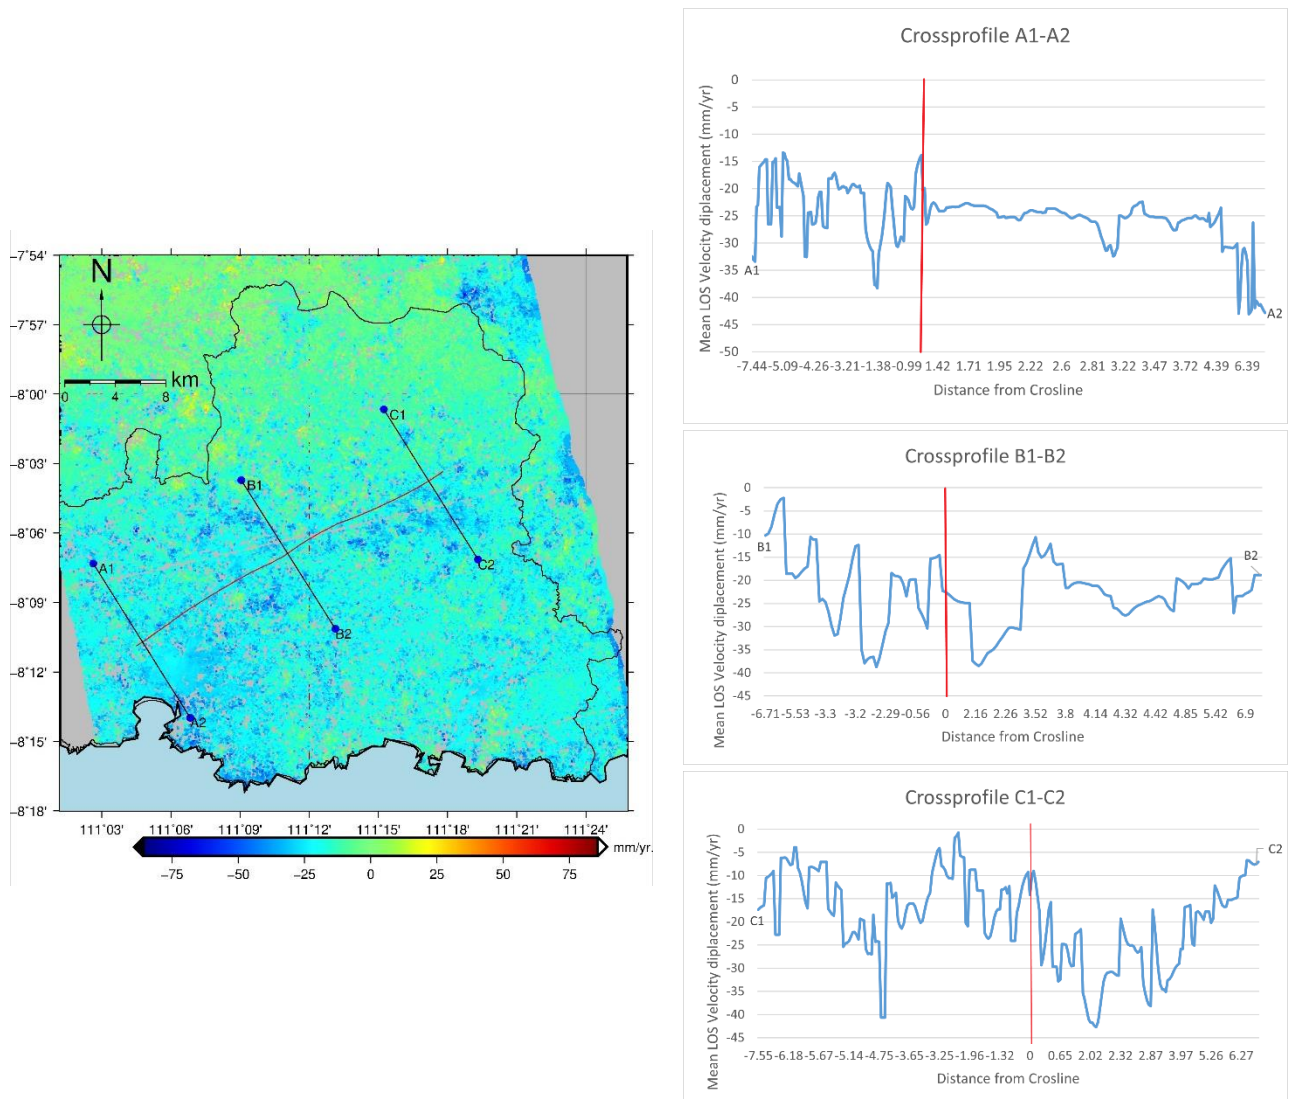 −7°54'
−7°57'
−8°00'
−8°03'
−8°06'
−8°09'
−8°12'
−8°15'
−8°18'
N
km
0 4 8
A1
A2
B1
B2
C1
C2
111°03' 111°06' 111°09' 111°12' 111°15' 111°18' 111°21' 111°24'
mm/yr.
−75 −50 −25 0 25 50 75
Crossprofile A1-A2
Mean LOS Velocity diplacement (mm/yr)
0
-5
-10
-15
-20
-25
-30
-35
-40
-45
-50
A1
A2
-7.44 -5.09 -4.26 -3.21 -1.38 -0.99 1.42 1.71 1.95 2.22 2.6 2.81 3.22 3.47 3.72 4.39 6.39
Distance from Crosline
Crossprofile B1-B2
Mean LOS Velocity diplacement (mm/yr)
0
-5
-10
-15
-20
-25
-30
-35
-40
-45
B1
B2
-6.71 -5.53 -3.3 -3.2 -2.29 -0.56 0 2.16 2.26 3.52 3.8 4.14 4.32 4.42 4.85 5.42 6.9
Distance from Crosline
Crossprofile C1-C2
Mean LOS Velocity diplacement (mm/yr)
0
-5
-10
-15
-20
-25
-30
-35
-40
-45
C1
C2
-7.55 -6.18 -5.67 -5.14 -4.75 -3.65 -3.25 -1.96 -1.32 0 0.65 2.02 2.32 2.87 3.97 5.26 6.27
Distance from Crosline